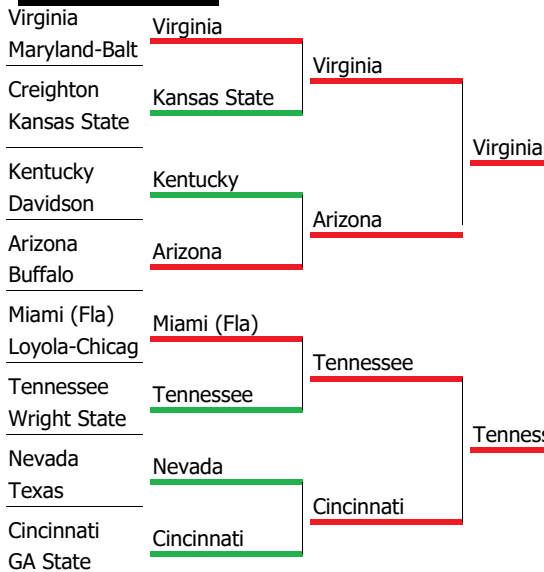 Virginia
Maryland-Balt
Creighton
Kansas State
Kentucky
Davidson
Arizona
Buffalo
Miami (Fla)
Loyola-Chicag
Tennessee
Wright State
Nevada
Texas
Cincinnati
GA State
Virginia
Kansas State
Kentucky
Arizona
Miami (Fla)
Tennessee
Nevada
Cincinnati
Virginia
Arizona
Tennessee
Cincinnati
Virginia
Tenness